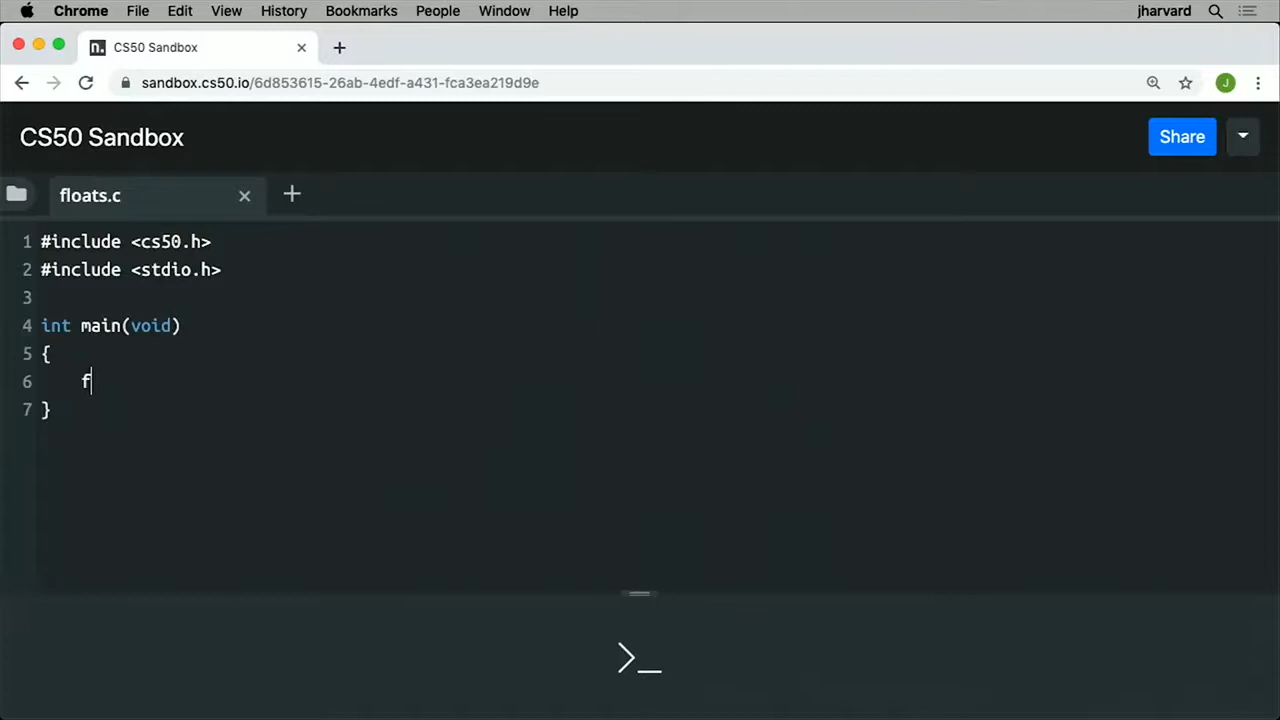 Chrome File Edit View History Bookmarks People Window Help jharvard
n. CS50 Sandbox × +
sandbox.cs50.io/6d853615-26ab-4edf-a431-fca3ea219d9e J
CS50 Sandbox Share
floats.c × +
1 #include <cs50.h>
2 #include <stdio.h>
3
4 int main(void)
5 {
6     f
7 }
>_